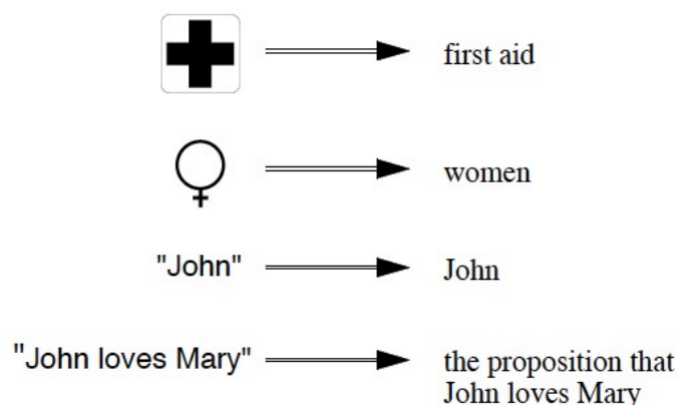 first aid
women
"John" John
"John loves Mary" the proposition that
John loves Mary